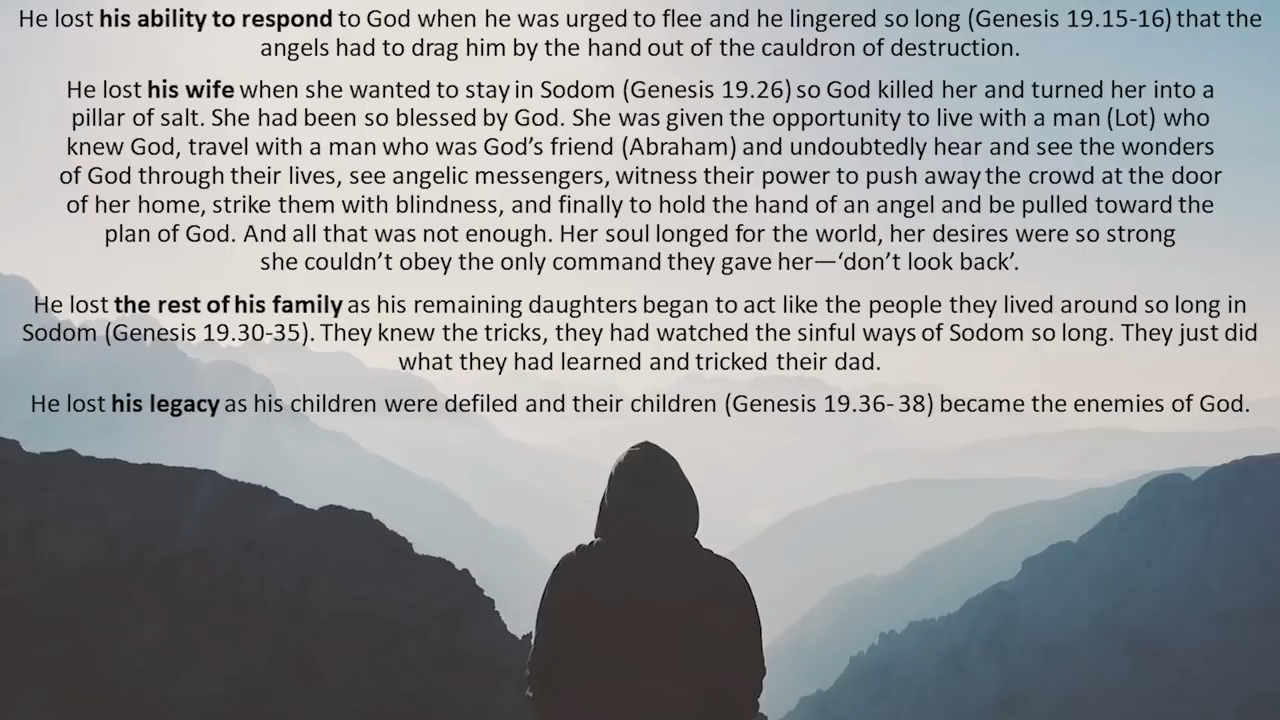 He lost his ability to respond to God when he was urged to flee and he lingered so long (Genesis 19.15-16) that the
angels had to drag him by the hand out of the cauldron of destruction.
He lost his wife when she wanted to stay in Sodom (Genesis 19.26) so God killed her and turned her into a
pillar of salt. She had been so blessed by God. She was given the opportunity to live with a man (Lot) who
knew God, travel with a man who was God’s friend (Abraham) and undoubtedly hear and see the wonders
of God through their lives, see angelic messengers, witness their power to push away the crowd at the door
of her home, strike them with blindness, and finally to hold the hand of an angel and be pulled toward the
plan of God. And all that was not enough. Her soul longed for the world, her desires were so strong
she couldn’t obey the only command they gave her—‘don’t look back’.
He lost the rest of his family as his remaining daughters began to act like the people they lived around so long in
Sodom (Genesis 19.30-35). They knew the tricks, they had watched the sinful ways of Sodom so long. They just did
what they had learned and tricked their dad.
He lost his legacy as his children were defiled and their children (Genesis 19.36-38) became the enemies of God.